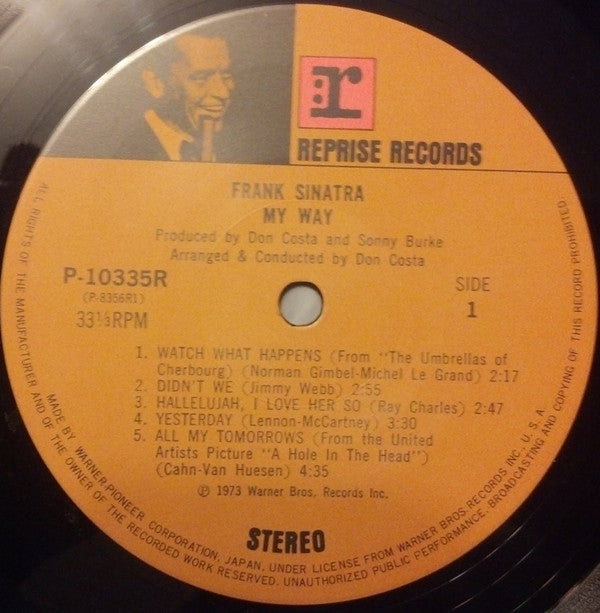 :r
REPRISE RECORDS
FRANK SINATRA
MY WAY
Produced by Don Costa and Sonny Burke
Arranged & Conducted by Don Costa
P-10335R
(P-8356R1)
33⅓RPM
SIDE
1
1. WATCH WHAT HAPPENS (From "The Umbrellas of
Cherbourg) (Norman Gimbel-Michel Le Grand) 2:17
2. DIDN'T WE (Jimmy Webb) 2:55
3. HALLELUJAH, I LOVE HER SO (Ray Charles) 2:47
4. YESTERDAY (Lennon-McCartney) 3:30
5. ALL MY TOMORROWS (From the United
Artists Picture "A Hole In The Head")
(Cahn-Van Huesen) 4:35
℗ 1973 Warner Bros. Records Inc.
STEREO
MADE BY WARNER-PIONEER CORPORATION, JAPAN, UNDER LICENSE FROM WARNER BROS RECORDS INC., U.S.A.
ALL RIGHTS OF THE MANUFACTURER AND OF THE OWNER OF THE RECORDED WORK RESERVED. UNAUTHORIZED PUBLIC PERFORMANCE, BROADCASTING AND COPYING OF THIS RECORD PROHIBITED